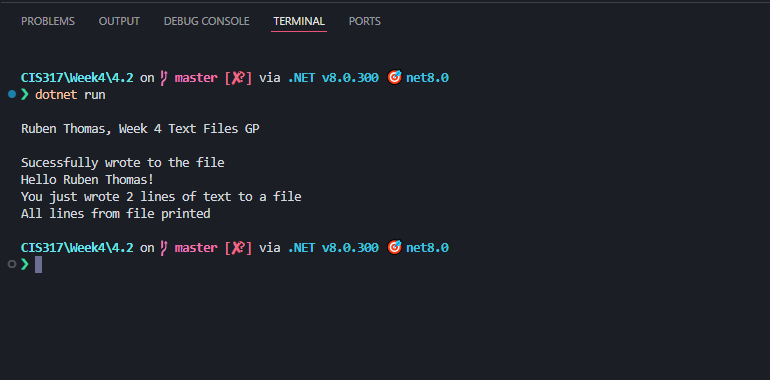 PROBLEMS OUTPUT DEBUG CONSOLE TERMINAL PORTS
CIS317\Week4\4.2 on master [✘] via .NET v8.0.300 🎯 net8.0
❯ dotnet run
Ruben Thomas, Week 4 Text Files GP
Sucessfully wrote to the file
Hello Ruben Thomas!
You just wrote 2 lines of text to a file
All lines from file printed
CIS317\Week4\4.2 on master [✘] via .NET v8.0.300 🎯 net8.0
❯